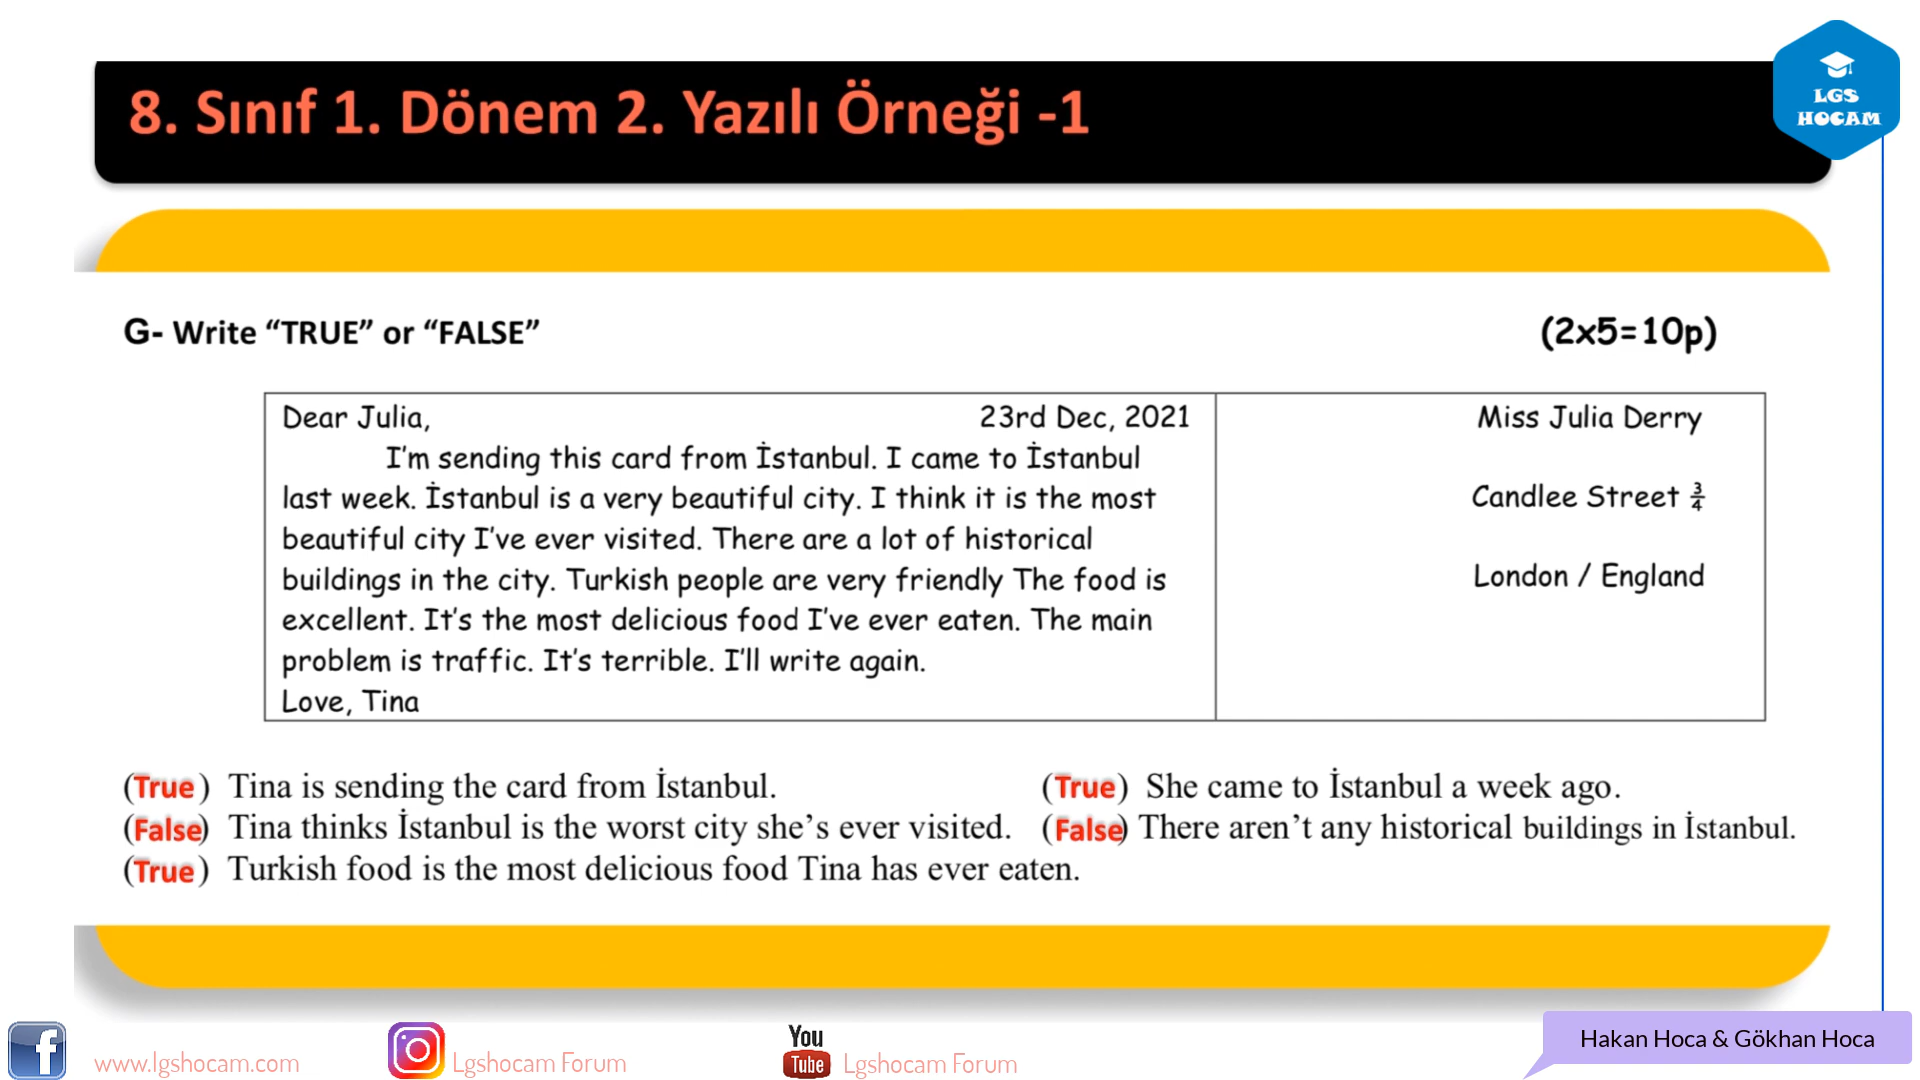 8. Sınıf 1. Dönem 2. Yazılı Örneği -1
LGS
HOCAM
G- Write “TRUE” or “FALSE” (2x5=10p)
Dear Julia, 23rd Dec, 2021
I’m sending this card from İstanbul. I came to İstanbul
last week. İstanbul is a very beautiful city. I think it is the most
beautiful city I’ve ever visited. There are a lot of historical
buildings in the city. Turkish people are very friendly The food is
excellent. It’s the most delicious food I’ve ever eaten. The main
problem is traffic. It’s terrible. I’ll write again.
Love, Tina
Miss Julia Derry
Candlee Street ¾
London / England
(True) Tina is sending the card from İstanbul. (True) She came to İstanbul a week ago.
(False) Tina thinks İstanbul is the worst city she’s ever visited. (False) There aren’t any historical buildings in İstanbul.
(True) Turkish food is the most delicious food Tina has ever eaten.
www.lgshocam.com
Lgshocam Forum
You
Tube
Lgshocam Forum
Hakan Hoca & Gökhan Hoca